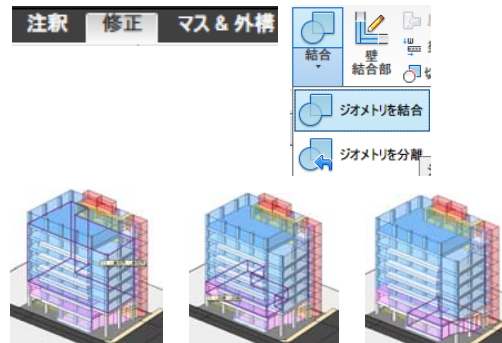 注釈 修正 マス & 外構
結合
壁
結合部
ジオメトリを結合
ジオメトリを分離